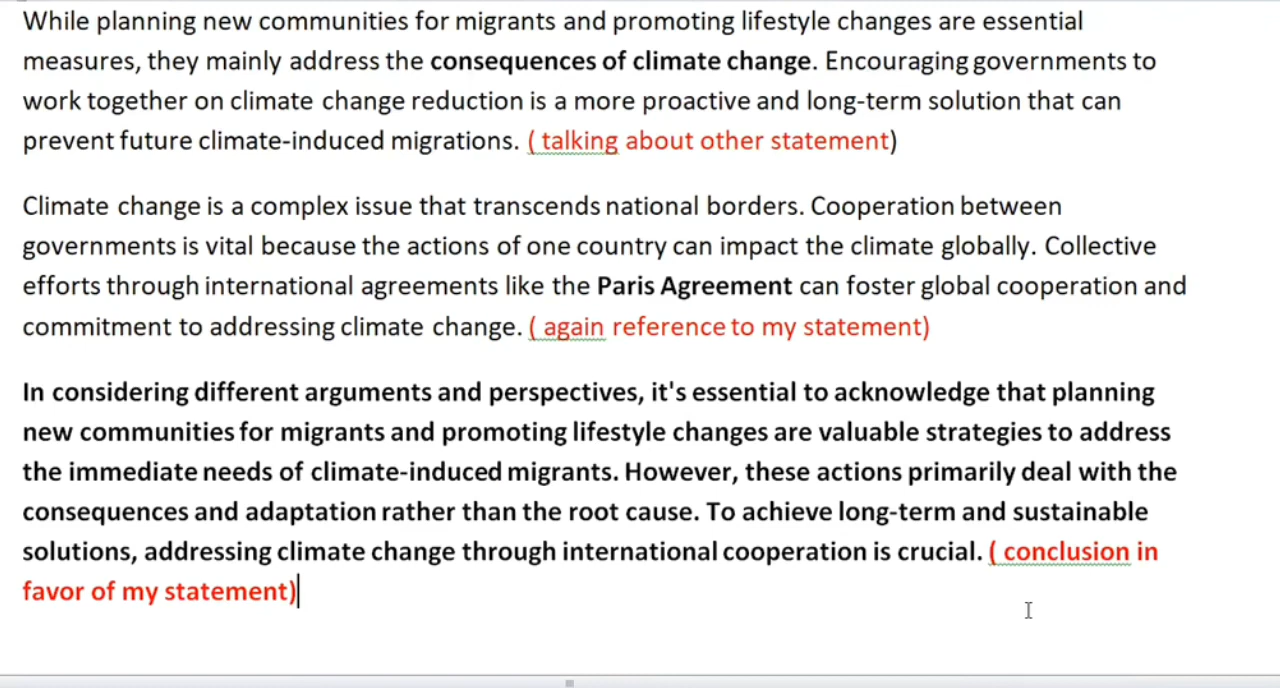 While planning new communities for migrants and promoting lifestyle changes are essential
measures, they mainly address the consequences of climate change. Encouraging governments to
work together on climate change reduction is a more proactive and long-term solution that can
prevent future climate-induced migrations. ( talking about other statement)
Climate change is a complex issue that transcends national borders. Cooperation between
governments is vital because the actions of one country can impact the climate globally. Collective
efforts through international agreements like the Paris Agreement can foster global cooperation and
commitment to addressing climate change. ( again reference to my statement)
In considering different arguments and perspectives, it's essential to acknowledge that planning
new communities for migrants and promoting lifestyle changes are valuable strategies to address
the immediate needs of climate-induced migrants. However, these actions primarily deal with the
consequences and adaptation rather than the root cause. To achieve long-term and sustainable
solutions, addressing climate change through international cooperation is crucial. ( conclusion in
favor of my statement)